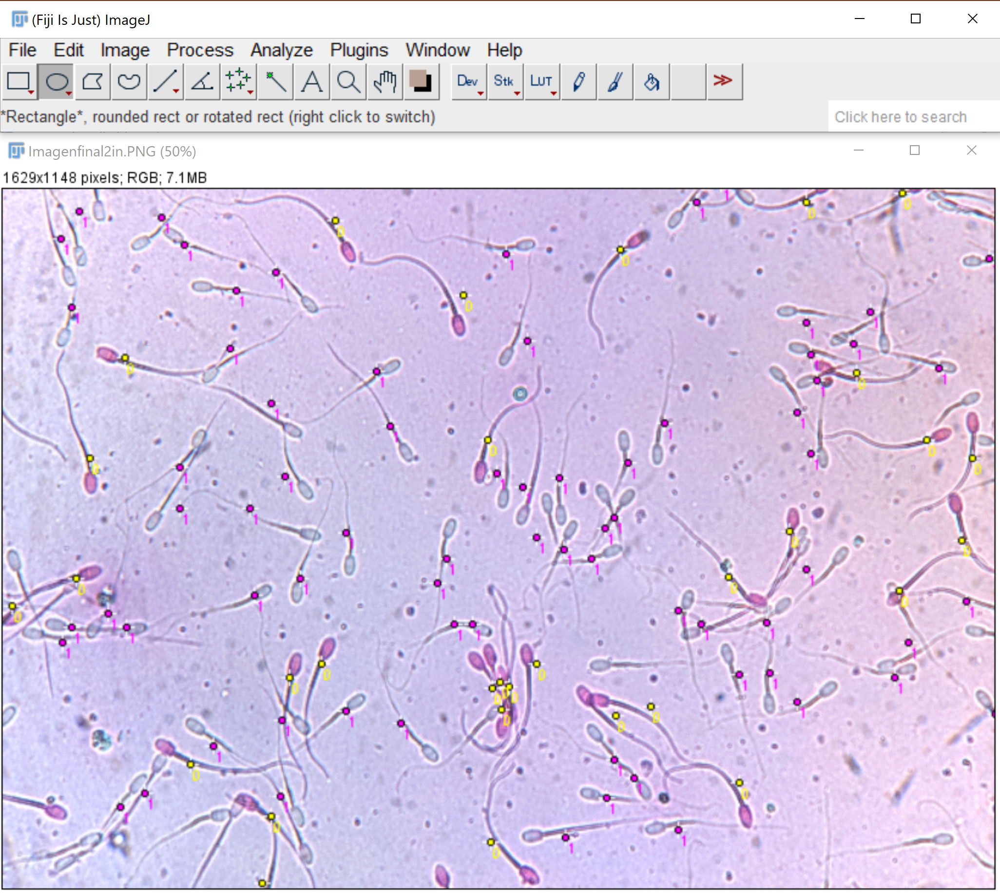 (Fiji Is Just) ImageJ
File Edit Image Process Analyze Plugins Window Help
Dev Stk LUT
*Rectangle*, rounded rect or rotated rect (right click to switch)
Click here to search
Imagenfinal2in.PNG (50%)
1629x1148 pixels; RGB; 7.1MB